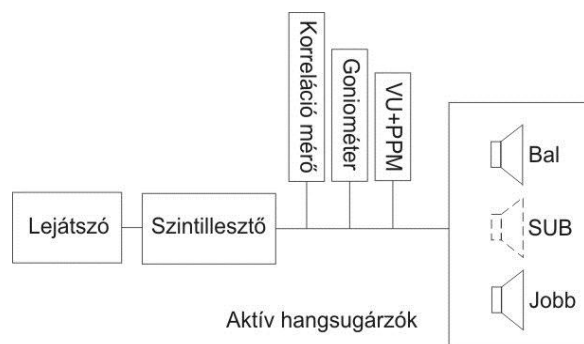 Korreláció mérő
Goniométer
VU+PPM
Bal
Lejátszó
Szintillesztő
SUB
Jobb
Aktív hangsugárzók